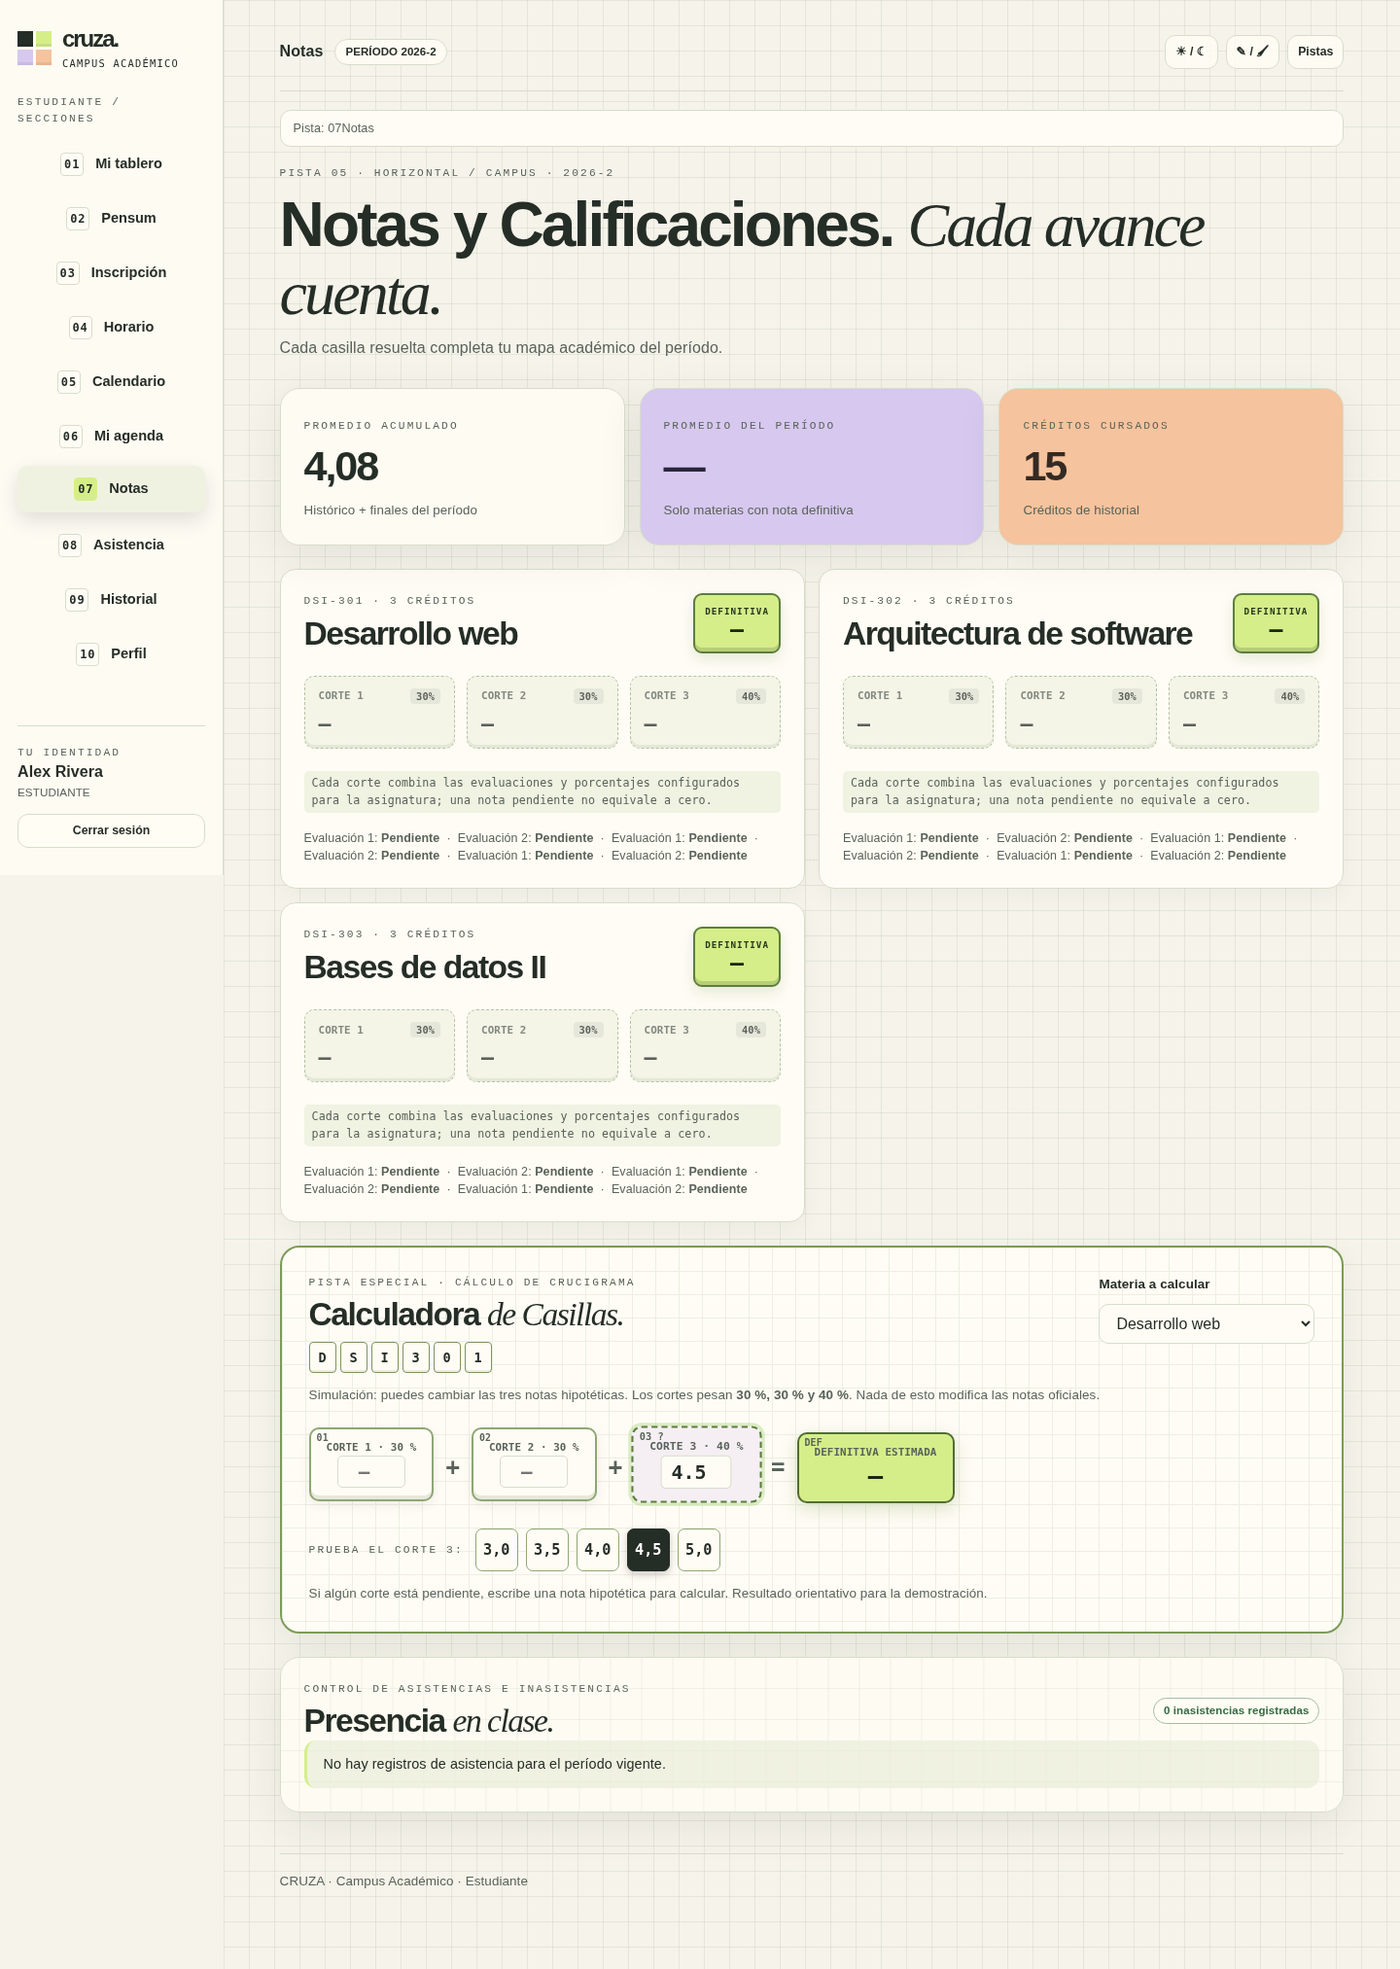 cruza.
CAMPUS ACADÉMICO
ESTUDIANTE /
SECCIONES
01 Mi tablero
02 Pensum
03 Inscripción
04 Horario
05 Calendario
06 Mi agenda
07 Notas
08 Asistencia
09 Historial
10 Perfil
TU IDENTIDAD
Alex Rivera
ESTUDIANTE
Cerrar sesión
Notas PERÍODO 2026-2 ☀ / ☾ ✎ / 🖌 Pistas
Pista: 07Notas
PISTA 05 · HORIZONTAL / CAMPUS · 2026-2
Notas y Calificaciones. Cada avance
cuenta.
Cada casilla resuelta completa tu mapa académico del período.
PROMEDIO ACUMULADO
4,08
Histórico + finales del período
PROMEDIO DEL PERÍODO
—
Solo materias con nota definitiva
CRÉDITOS CURSADOS
15
Créditos de historial
DSI-301 · 3 CRÉDITOS
Desarrollo web
DEFINITIVA
—
CORTE 1 30%
—
CORTE 2 30%
—
CORTE 3 40%
—
Cada corte combina las evaluaciones y porcentajes configurados
para la asignatura; una nota pendiente no equivale a cero.
Evaluación 1: Pendiente · Evaluación 2: Pendiente · Evaluación 1: Pendiente ·
Evaluación 2: Pendiente · Evaluación 1: Pendiente · Evaluación 2: Pendiente
DSI-302 · 3 CRÉDITOS
Arquitectura de software
DEFINITIVA
—
CORTE 1 30%
—
CORTE 2 30%
—
CORTE 3 40%
—
Cada corte combina las evaluaciones y porcentajes configurados
para la asignatura; una nota pendiente no equivale a cero.
Evaluación 1: Pendiente · Evaluación 2: Pendiente · Evaluación 1: Pendiente ·
Evaluación 2: Pendiente · Evaluación 1: Pendiente · Evaluación 2: Pendiente
DSI-303 · 3 CRÉDITOS
Bases de datos II
DEFINITIVA
—
CORTE 1 30%
—
CORTE 2 30%
—
CORTE 3 40%
—
Cada corte combina las evaluaciones y porcentajes configurados
para la asignatura; una nota pendiente no equivale a cero.
Evaluación 1: Pendiente · Evaluación 2: Pendiente · Evaluación 1: Pendiente ·
Evaluación 2: Pendiente · Evaluación 1: Pendiente · Evaluación 2: Pendiente
PISTA ESPECIAL · CÁLCULO DE CRUCIGRAMA
Calculadora de Casillas.
D S I 3 0 1
Materia a calcular
Desarrollo web
Simulación: puedes cambiar las tres notas hipotéticas. Los cortes pesan 30 %, 30 % y 40 %. Nada de esto modifica las notas oficiales.
01
CORTE 1 · 30 %
—
+
02
CORTE 2 · 30 %
—
+
03 ?
CORTE 3 · 40 %
4.5
=
DEF
DEFINITIVA ESTIMADA
—
PRUEBA EL CORTE 3: 3,0 3,5 4,0 4,5 5,0
Si algún corte está pendiente, escribe una nota hipotética para calcular. Resultado orientativo para la demostración.
CONTROL DE ASISTENCIAS E INASISTENCIAS
Presencia en clase.
0 inasistencias registradas
No hay registros de asistencia para el período vigente.
CRUZA · Campus Académico · Estudiante